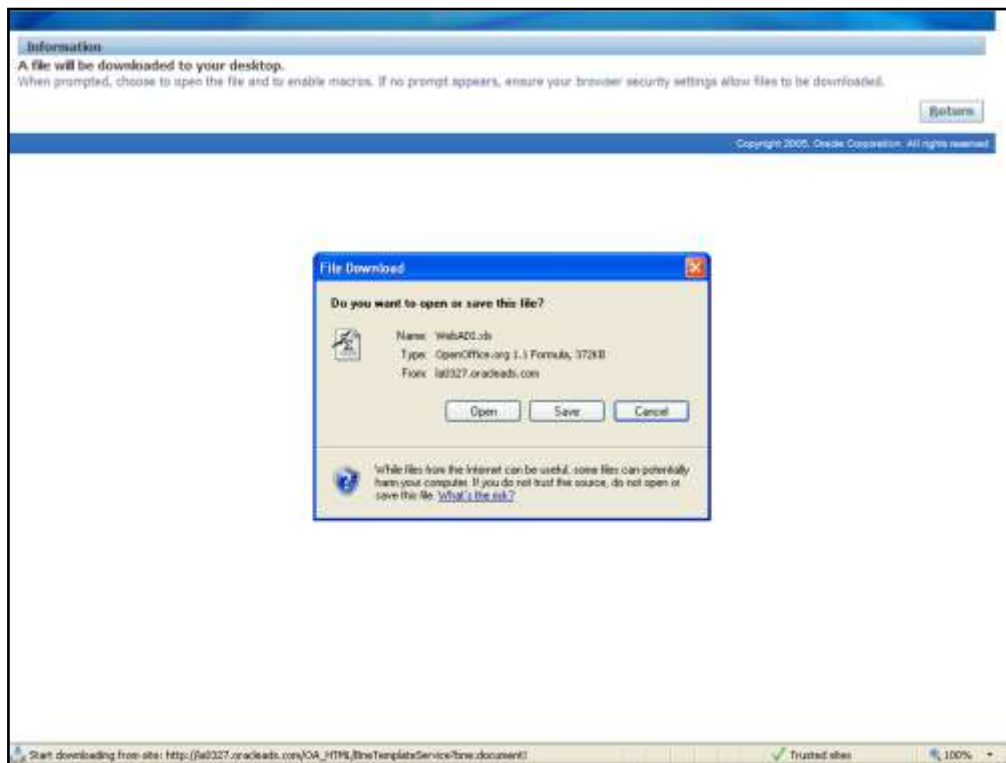 Information
A file will be downloaded to your desktop.
When prompted, choose to open the file and to enable macros. If no prompt appears, ensure your browser security settings allow files to be downloaded.
Return
Copyright 2005, Oracle Corporation. All rights reserved
File Download
Do you want to open or save this file?
Name: WebADI.xls
Type: OpenOffice.org 1.1 Formula, 372KB
From: lia0327.oracleads.com
Open Save Cancel
While files from the Internet can be useful, some files can potentially
harm your computer. If you do not trust the source, do not open or
save this file. What's the risk?
Start downloading from site: http://lia0327.oracleads.com/OA_HTML/BneTemplateService?bne:document=
Trusted sites
100%